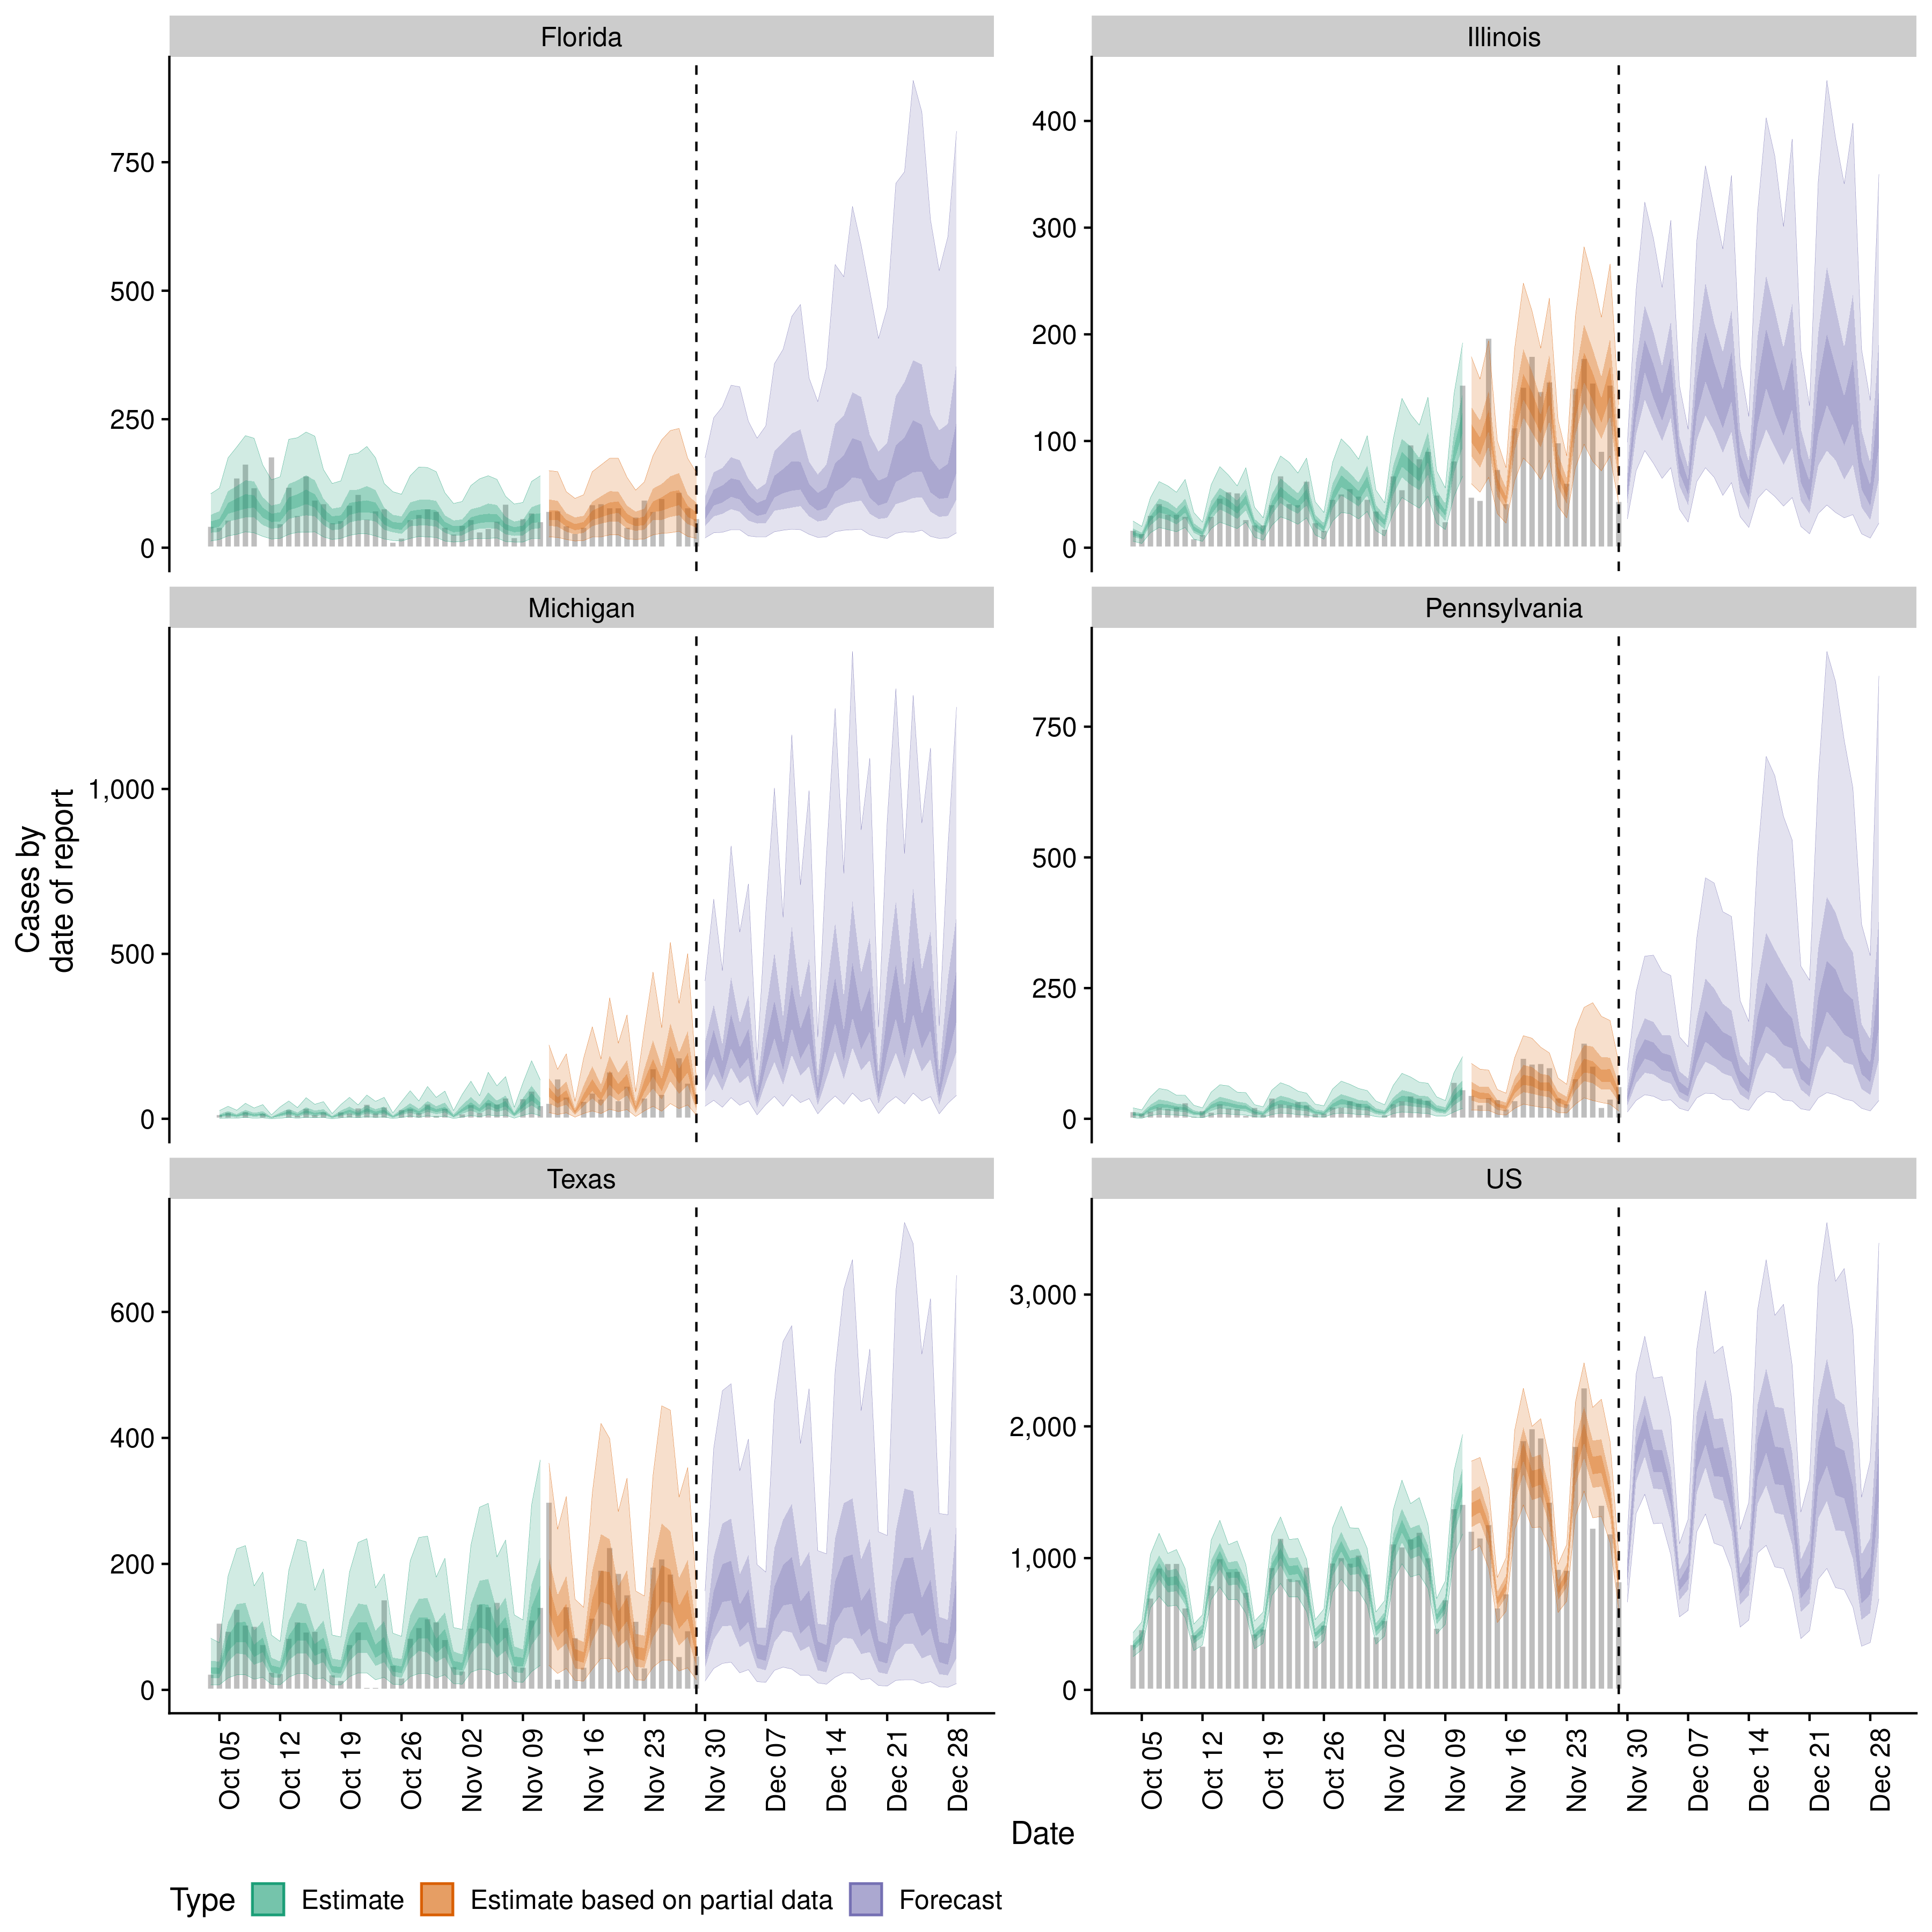 Florida
Illinois
750
500
250
0
400
300
200
100
0
Michigan
Pennsylvania
Cases by
date of report
1,000
500
0
750
500
250
0
Texas
US
600
400
200
0
3,000
2,000
1,000
0
Oct 05
Oct 12
Oct 19
Oct 26
Nov 02
Nov 09
Nov 16
Nov 23
Nov 30
Dec 07
Dec 14
Dec 21
Dec 28
Oct 05
Oct 12
Oct 19
Oct 26
Nov 02
Nov 09
Nov 16
Nov 23
Nov 30
Dec 07
Dec 14
Dec 21
Dec 28
Date
Type Estimate Estimate based on partial data Forecast